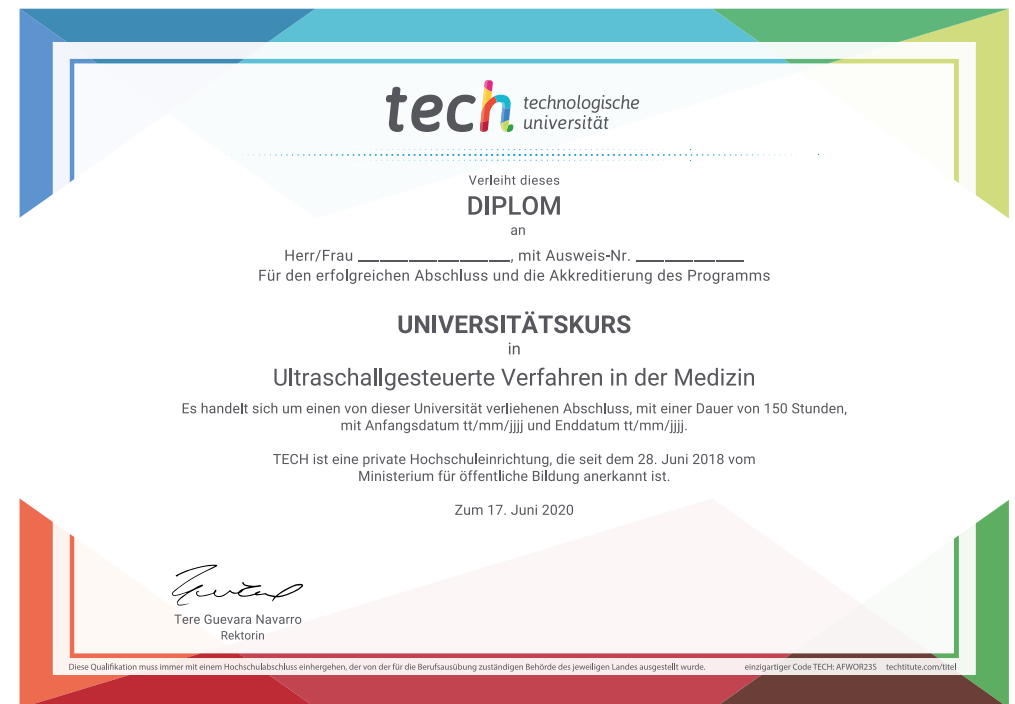 tech technologische
universität
Verleiht dieses
DIPLOM
an
Herr/Frau ________________, mit Ausweis-Nr. ____________
Für den erfolgreichen Abschluss und die Akkreditierung des Programms
UNIVERSITÄTSKURS
in
Ultraschallgesteuerte Verfahren in der Medizin
Es handelt sich um einen von dieser Universität verliehenen Abschluss, mit einer Dauer von 150 Stunden,
mit Anfangsdatum tt/mm/jjjj und Enddatum tt/mm/jjjj.
TECH ist eine private Hochschuleinrichtung, die seit dem 28. Juni 2018 vom
Ministerium für öffentliche Bildung anerkannt ist.
Zum 17. Juni 2020
Tere Guevara Navarro
Rektorin
Diese Qualifikation muss immer mit einem Hochschulabschluss einhergehen, der von der für die Berufsausübung zuständigen Behörde des jeweiligen Landes ausgestellt wurde. einzigartiger Code TECH: AFWOR23S techtitute.com/titel